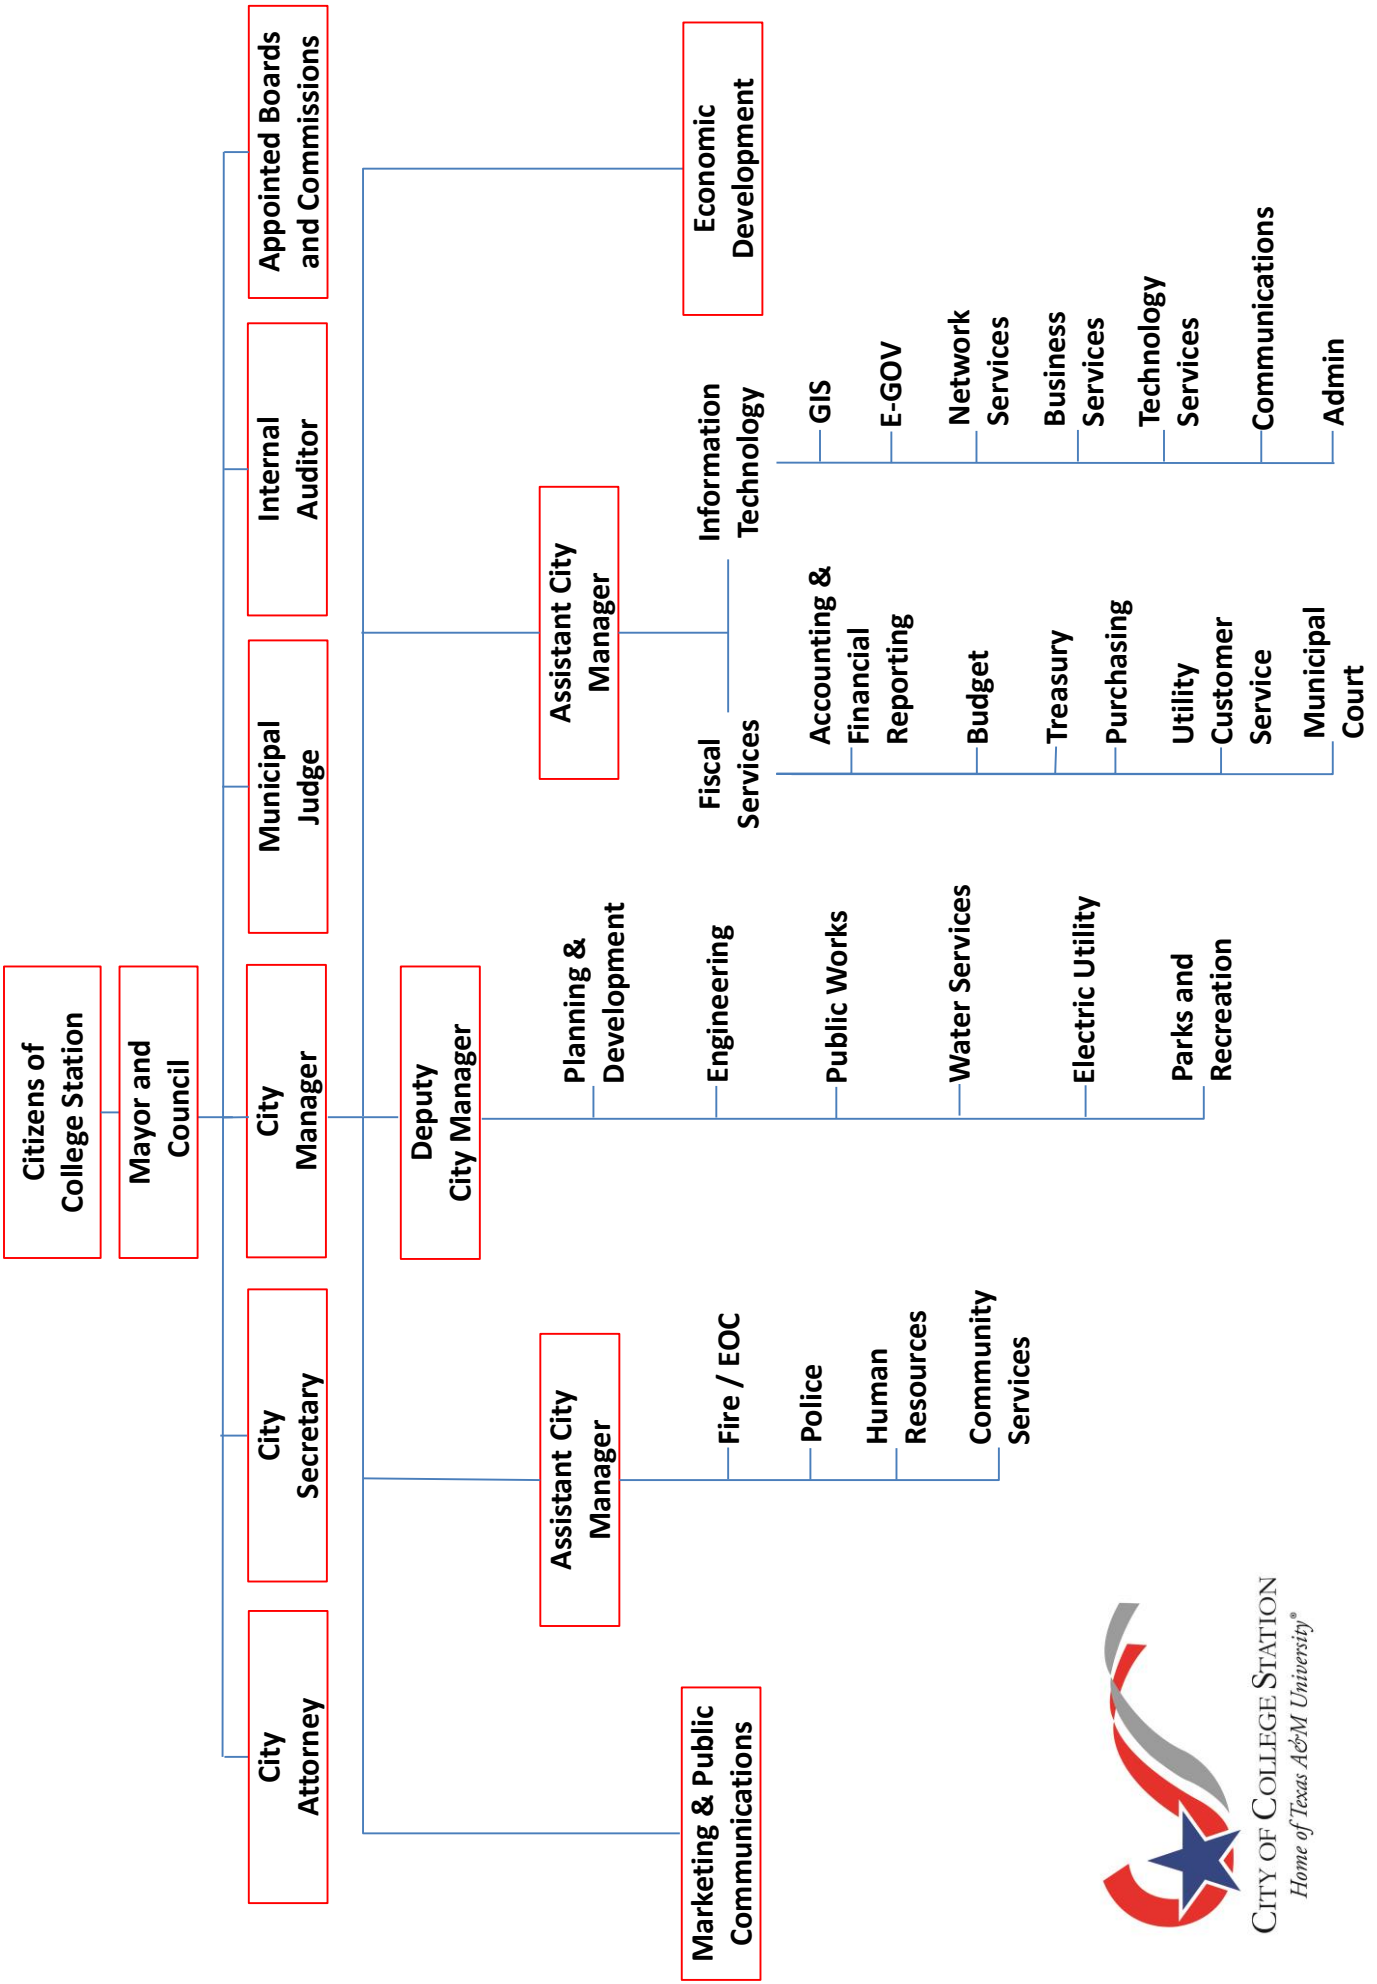 Citizens of
College Station
Mayor and
Council
City
Attorney
City
Secretary
City
Manager
Municipal
Judge
Internal
Auditor
Appointed Boards
and Commissions
Deputy
City Manager
Marketing & Public
Communications
Assistant City
Manager
Fire / EOC
Police
Human
Resources
Community
Services
Planning &
Development
Engineering
Public Works
Water Services
Electric Utility
Parks and
Recreation
Assistant City
Manager
Fiscal
Services
Accounting &
Financial
Reporting
Budget
Treasury
Purchasing
Utility
Customer
Service
Municipal
Court
Information
Technology
GIS
E-GOV
Network
Services
Business
Services
Technology
Services
Communications
Admin
Economic
Development
CITY OF COLLEGE STATION
Home of Texas A&M University®